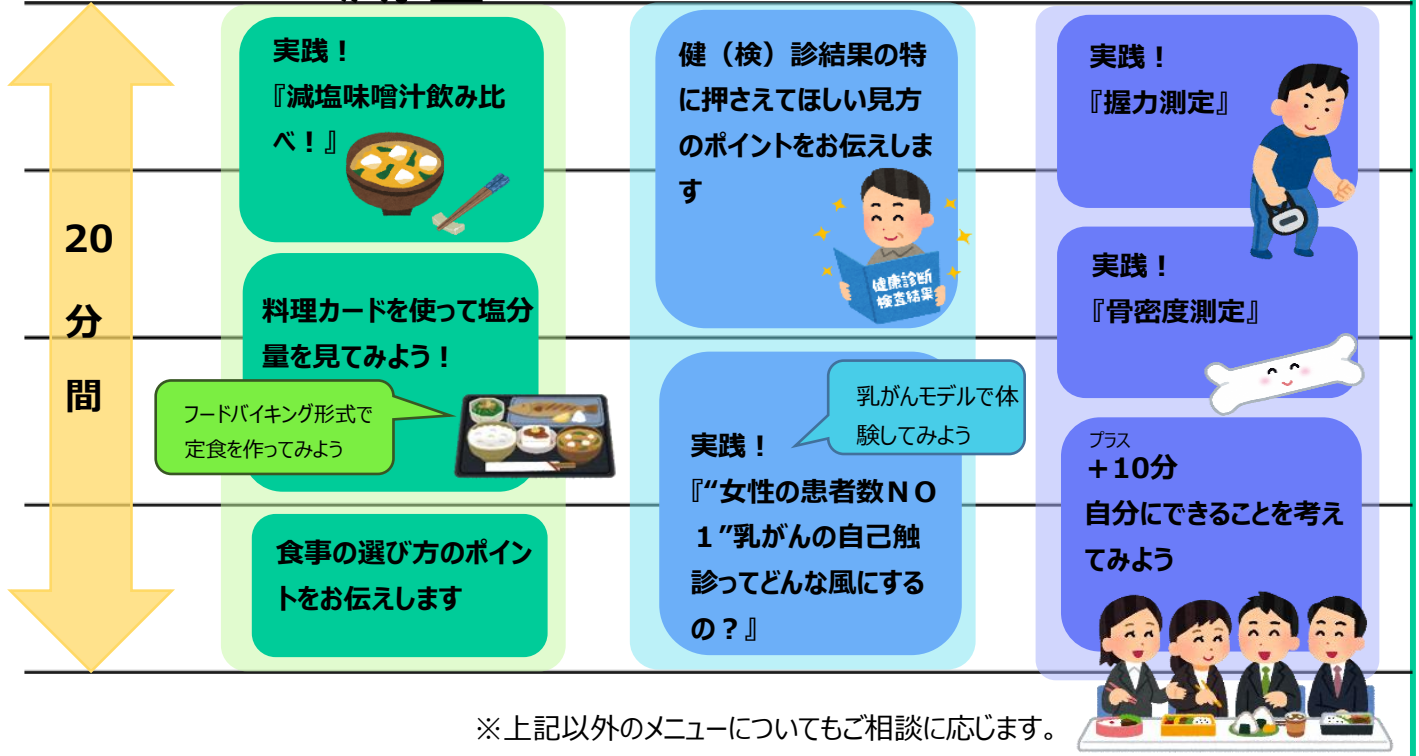 20
分
間
実践！
『減塩味噌汁飲み比
べ！』
料理カードを使って塩分
量を見てみよう！
フードバイキング形式で
定食を作ってみよう
食事の選び方のポイン
トをお伝えします
健（検）診結果の特
に押さえてほしい見方
のポイントをお伝えしま
す
健康診断
検査結果
乳がんモデルで体
験してみよう
実践！
『“女性の患者数ＮＯ
１”乳がんの自己触
診ってどんな風にする
の？』
実践！
『握力測定』
実践！
『骨密度測定』
プラス
+10分
自分にできることを考え
てみよう
※上記以外のメニューについてもご相談に応じます。